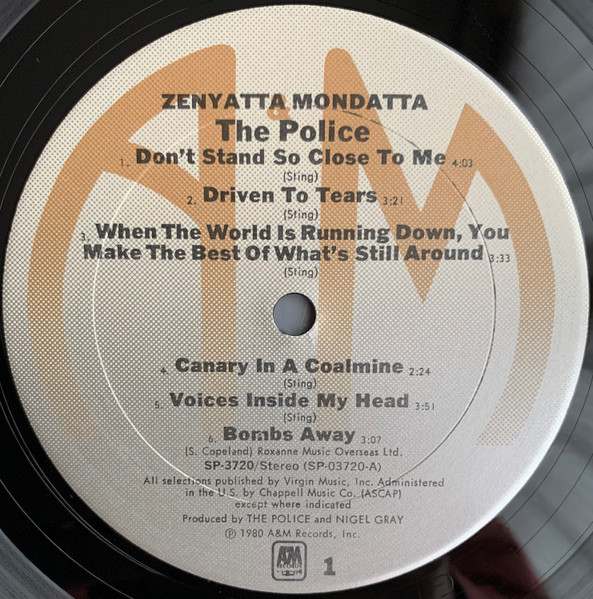 ZENYATTA MONDATTA
The Police
1. Don't Stand So Close To Me 4:03
(Sting)
2. Driven To Tears 3:21
(Sting)
3. When The World Is Running Down, You
Make The Best Of What's Still Around 3:33
(Sting)
4. Canary In A Coalmine 2:24
(Sting)
5. Voices Inside My Head 3:51
(Sting)
6. Bombs Away 3:07
(S. Copeland) Roxanne Music Overseas Ltd.
SP-3720/Stereo (SP-03720-A)
All selections published by Virgin Music, Inc. Administered
in the U.S. by Chappell Music Co. (ASCAP)
except where indicated
Produced by THE POLICE and NIGEL GRAY
℗ 1980 A&M Records, Inc.
A&M
RECORDS
1